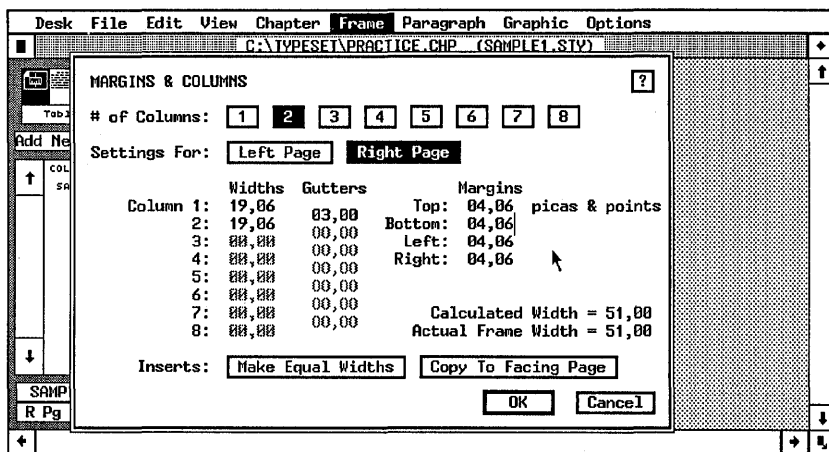 Desk File Edit View Chapter Frame Paragraph Graphic Options
C:\TYPESET\PRACTICE.CHP (SAMPLE1.STY)
MARGINS & COLUMNS ?
# of Columns: 1 2 3 4 5 6 7 8
Settings For: Left Page Right Page
Widths Gutters Margins
Column 1: 19,06 Top: 04,06 picas & points
03,00
2: 19,06 Bottom: 04,06
00,00
3: 00,00 Left: 04,06
00,00
4: 00,00 Right: 04,06
00,00
5: 00,00
00,00
6: 00,00
00,00
7: 00,00 Calculated Width = 51,00
00,00
8: 00,00 Actual Frame Width = 51,00
Inserts: Make Equal Widths Copy To Facing Page
OK Cancel
Add Ne
COL
SA
SAMP
R Pg